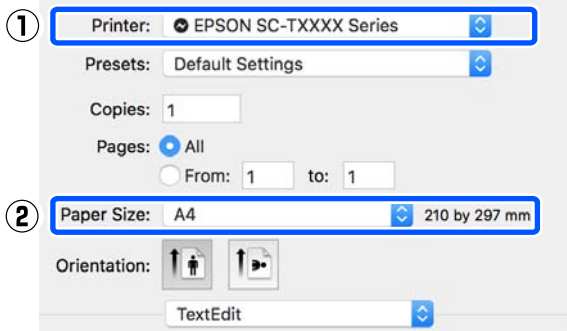 ① Printer: EPSON SC-TXXXX Series
Presets: Default Settings
Copies: 1
Pages: All
From: 1 to: 1
② Paper Size: A4 210 by 297 mm
Orientation:
TextEdit